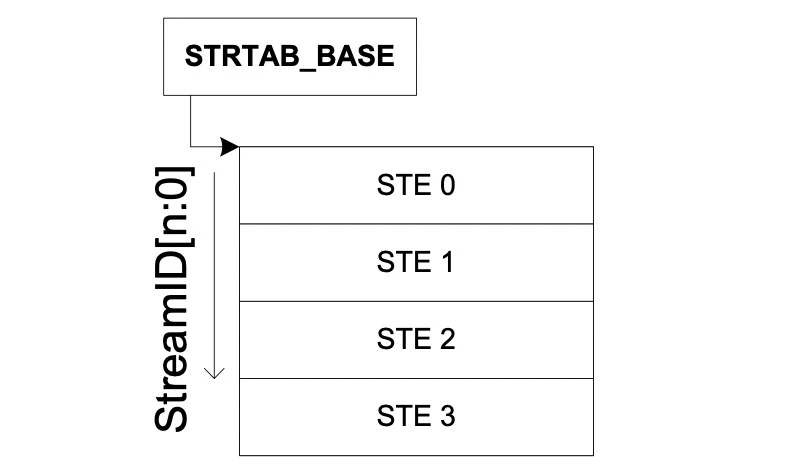 STRTAB_BASE
StreamID[n:0]
STE 0
STE 1
STE 2
STE 3